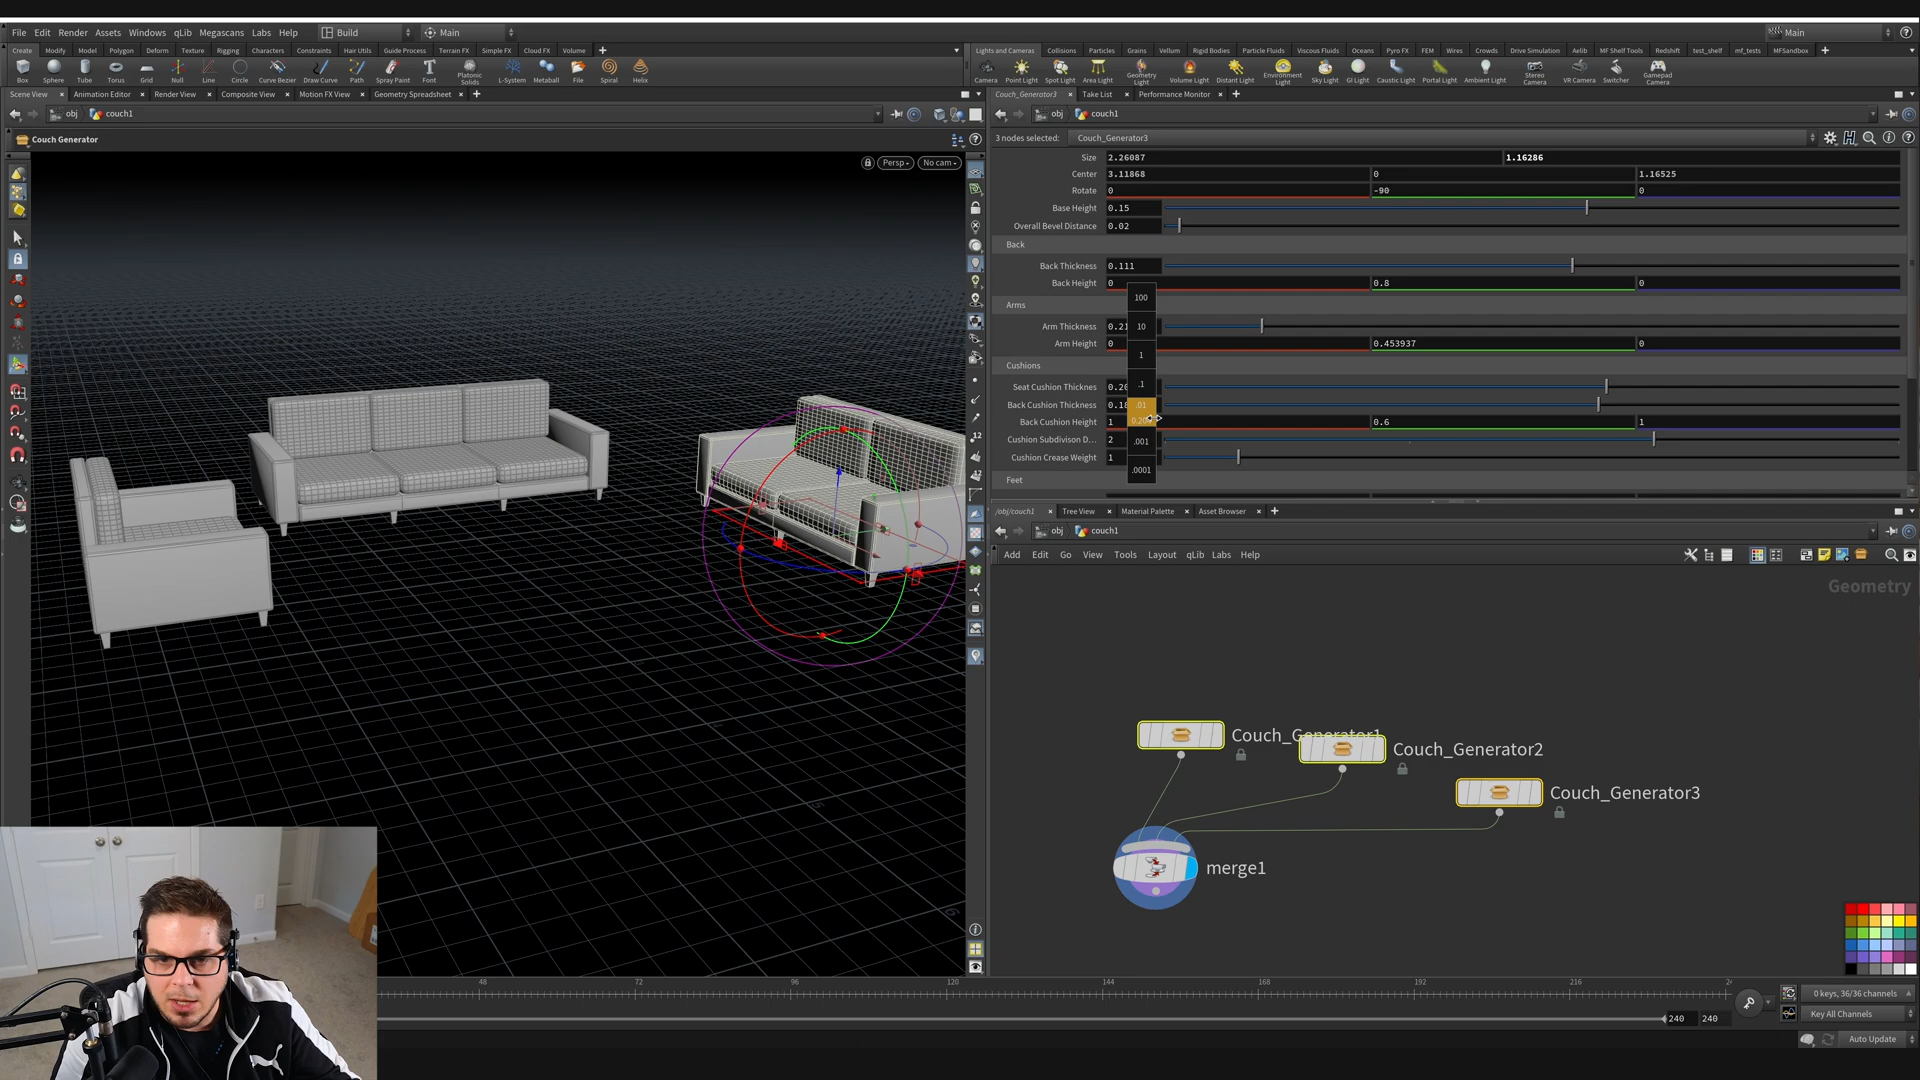 File Edit Render Assets Windows qLib Megascans Labs Help Build Main Main
Create Modify Model Polygon Deform Texture Rigging Characters Constraints Hair Utils Guide Process Terrain FX Simple FX Cloud FX Volume
Lights and Cameras Collisions Particles Grains Vellum Rigid Bodies Particle Fluids Viscous Fluids Oceans Pyro FX FEM Wires Crowds Drive Simulation Aelib MF Shelf Tools Redshift test_shelf mf_tests MFSandbox
Box Sphere Tube Torus Grid Null Line Circle Curve Bezier Draw Curve Path Spray Paint Font Platonic Solids L-System Metaball File Spiral Helix
Camera Point Light Spot Light Area Light Geometry Light Volume Light Distant Light Environment Light Sky Light GI Light Caustic Light Portal Light Ambient Light Stereo Camera VR Camera Switcher Gamepad Camera
Scene View Animation Editor Render View Composite View Motion FX View Geometry Spreadsheet
Couch_Generator3 Take List Performance Monitor
obj couch1
obj couch1
Couch Generator
3 nodes selected: Couch_Generator3
Persp No cam
Size 2.26087 1.16286
Center 3.11868 0 1.16525
Rotate 0 -90 0
Base Height 0.15
Overall Bevel Distance 0.02
Back
Back Thickness 0.111
Back Height 0 0.8 0
Arms
Arm Thickness 0.21
Arm Height 0 0.453937 0
Cushions
Seat Cushion Thicknes 0.20
Back Cushion Thickness 0.18
Back Cushion Height 1 0.6 1
Cushion Subdivison D... 2
Cushion Crease Weight 1
Feet
100
10
1
.1
.01
.001
.0001
/obj/couch1 Tree View Material Palette Asset Browser
obj couch1
Add Edit Go View Tools Layout qLib Labs Help
Geometry
Couch_Generator1
Couch_Generator2
Couch_Generator3
merge1
48 72 96 120 144 168 192 216
240 240
0 keys, 36/36 channels
Key All Channels
Auto Update